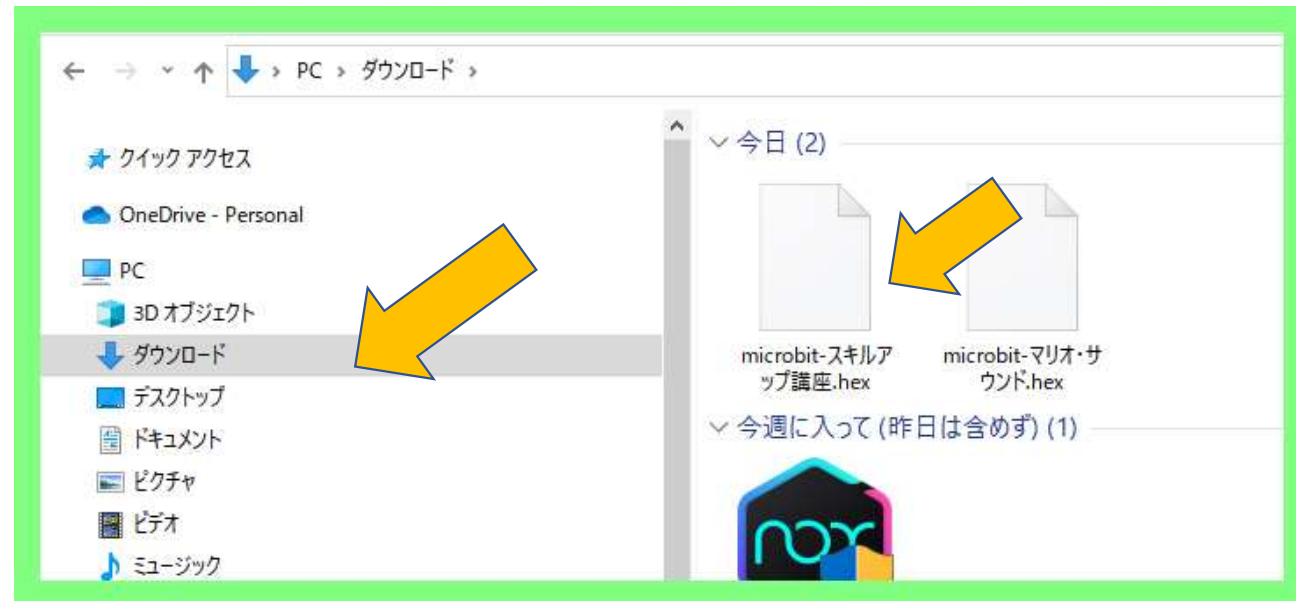 PC › ダウンロード ›
クイック アクセス
OneDrive - Personal
PC
3D オブジェクト
ダウンロード
デスクトップ
ドキュメント
ピクチャ
ビデオ
ミュージック
今日 (2)
microbit-スキルア
ップ講座.hex
microbit-マリオ・サ
ウンド.hex
今週に入って (昨日は含めず) (1)
nox